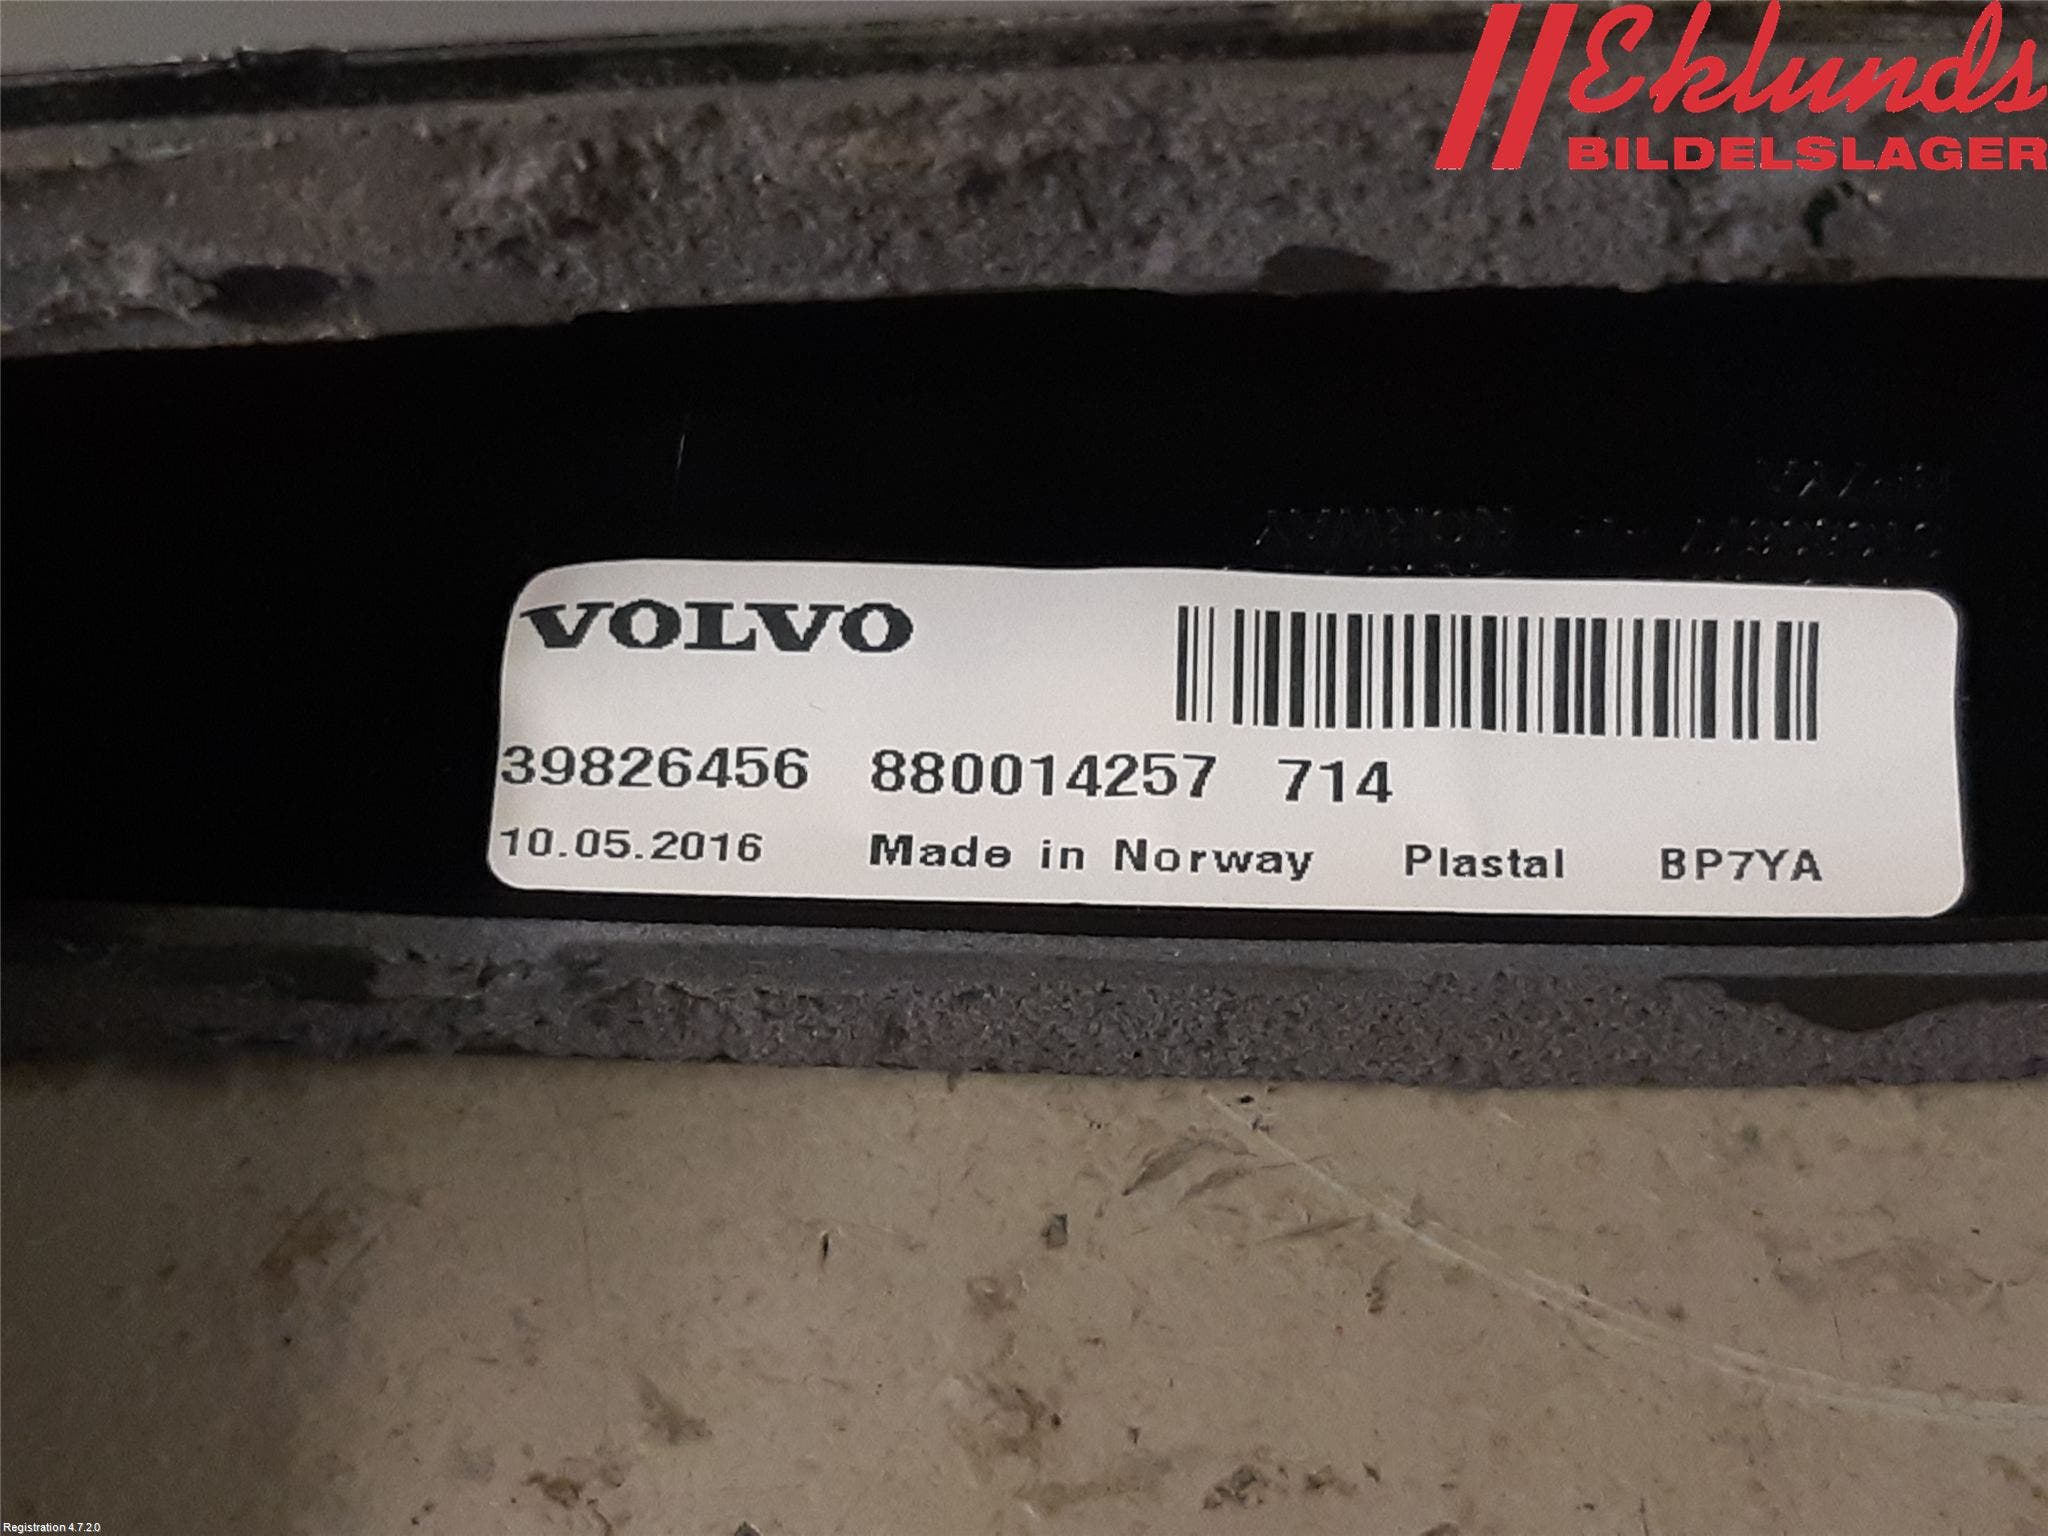 Eklunds
BILDELSLAGER
VOLVO
39826456 880014257 714
10.05.2016 Made in Norway Plastal BP7YA
Registration 4.7.2.0